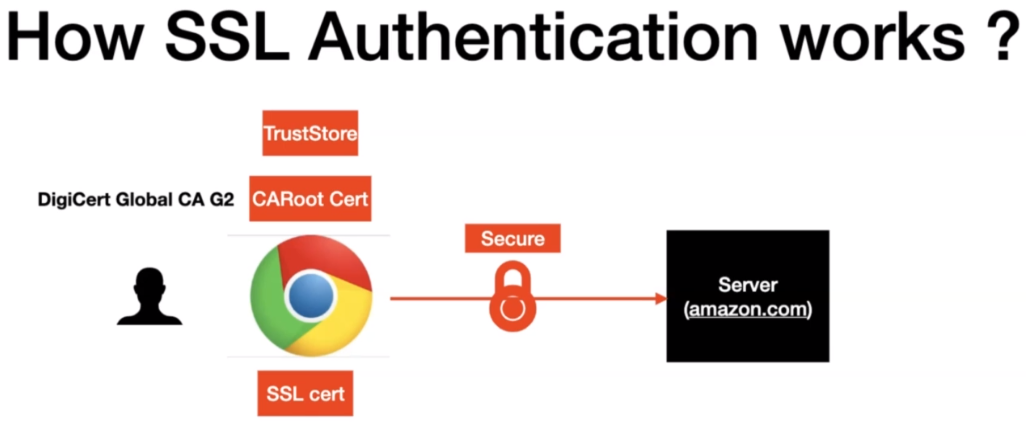 How SSL Authentication works ?
TrustStore
DigiCert Global CA G2
CARoot Cert
Secure
Server
(amazon.com)
SSL cert